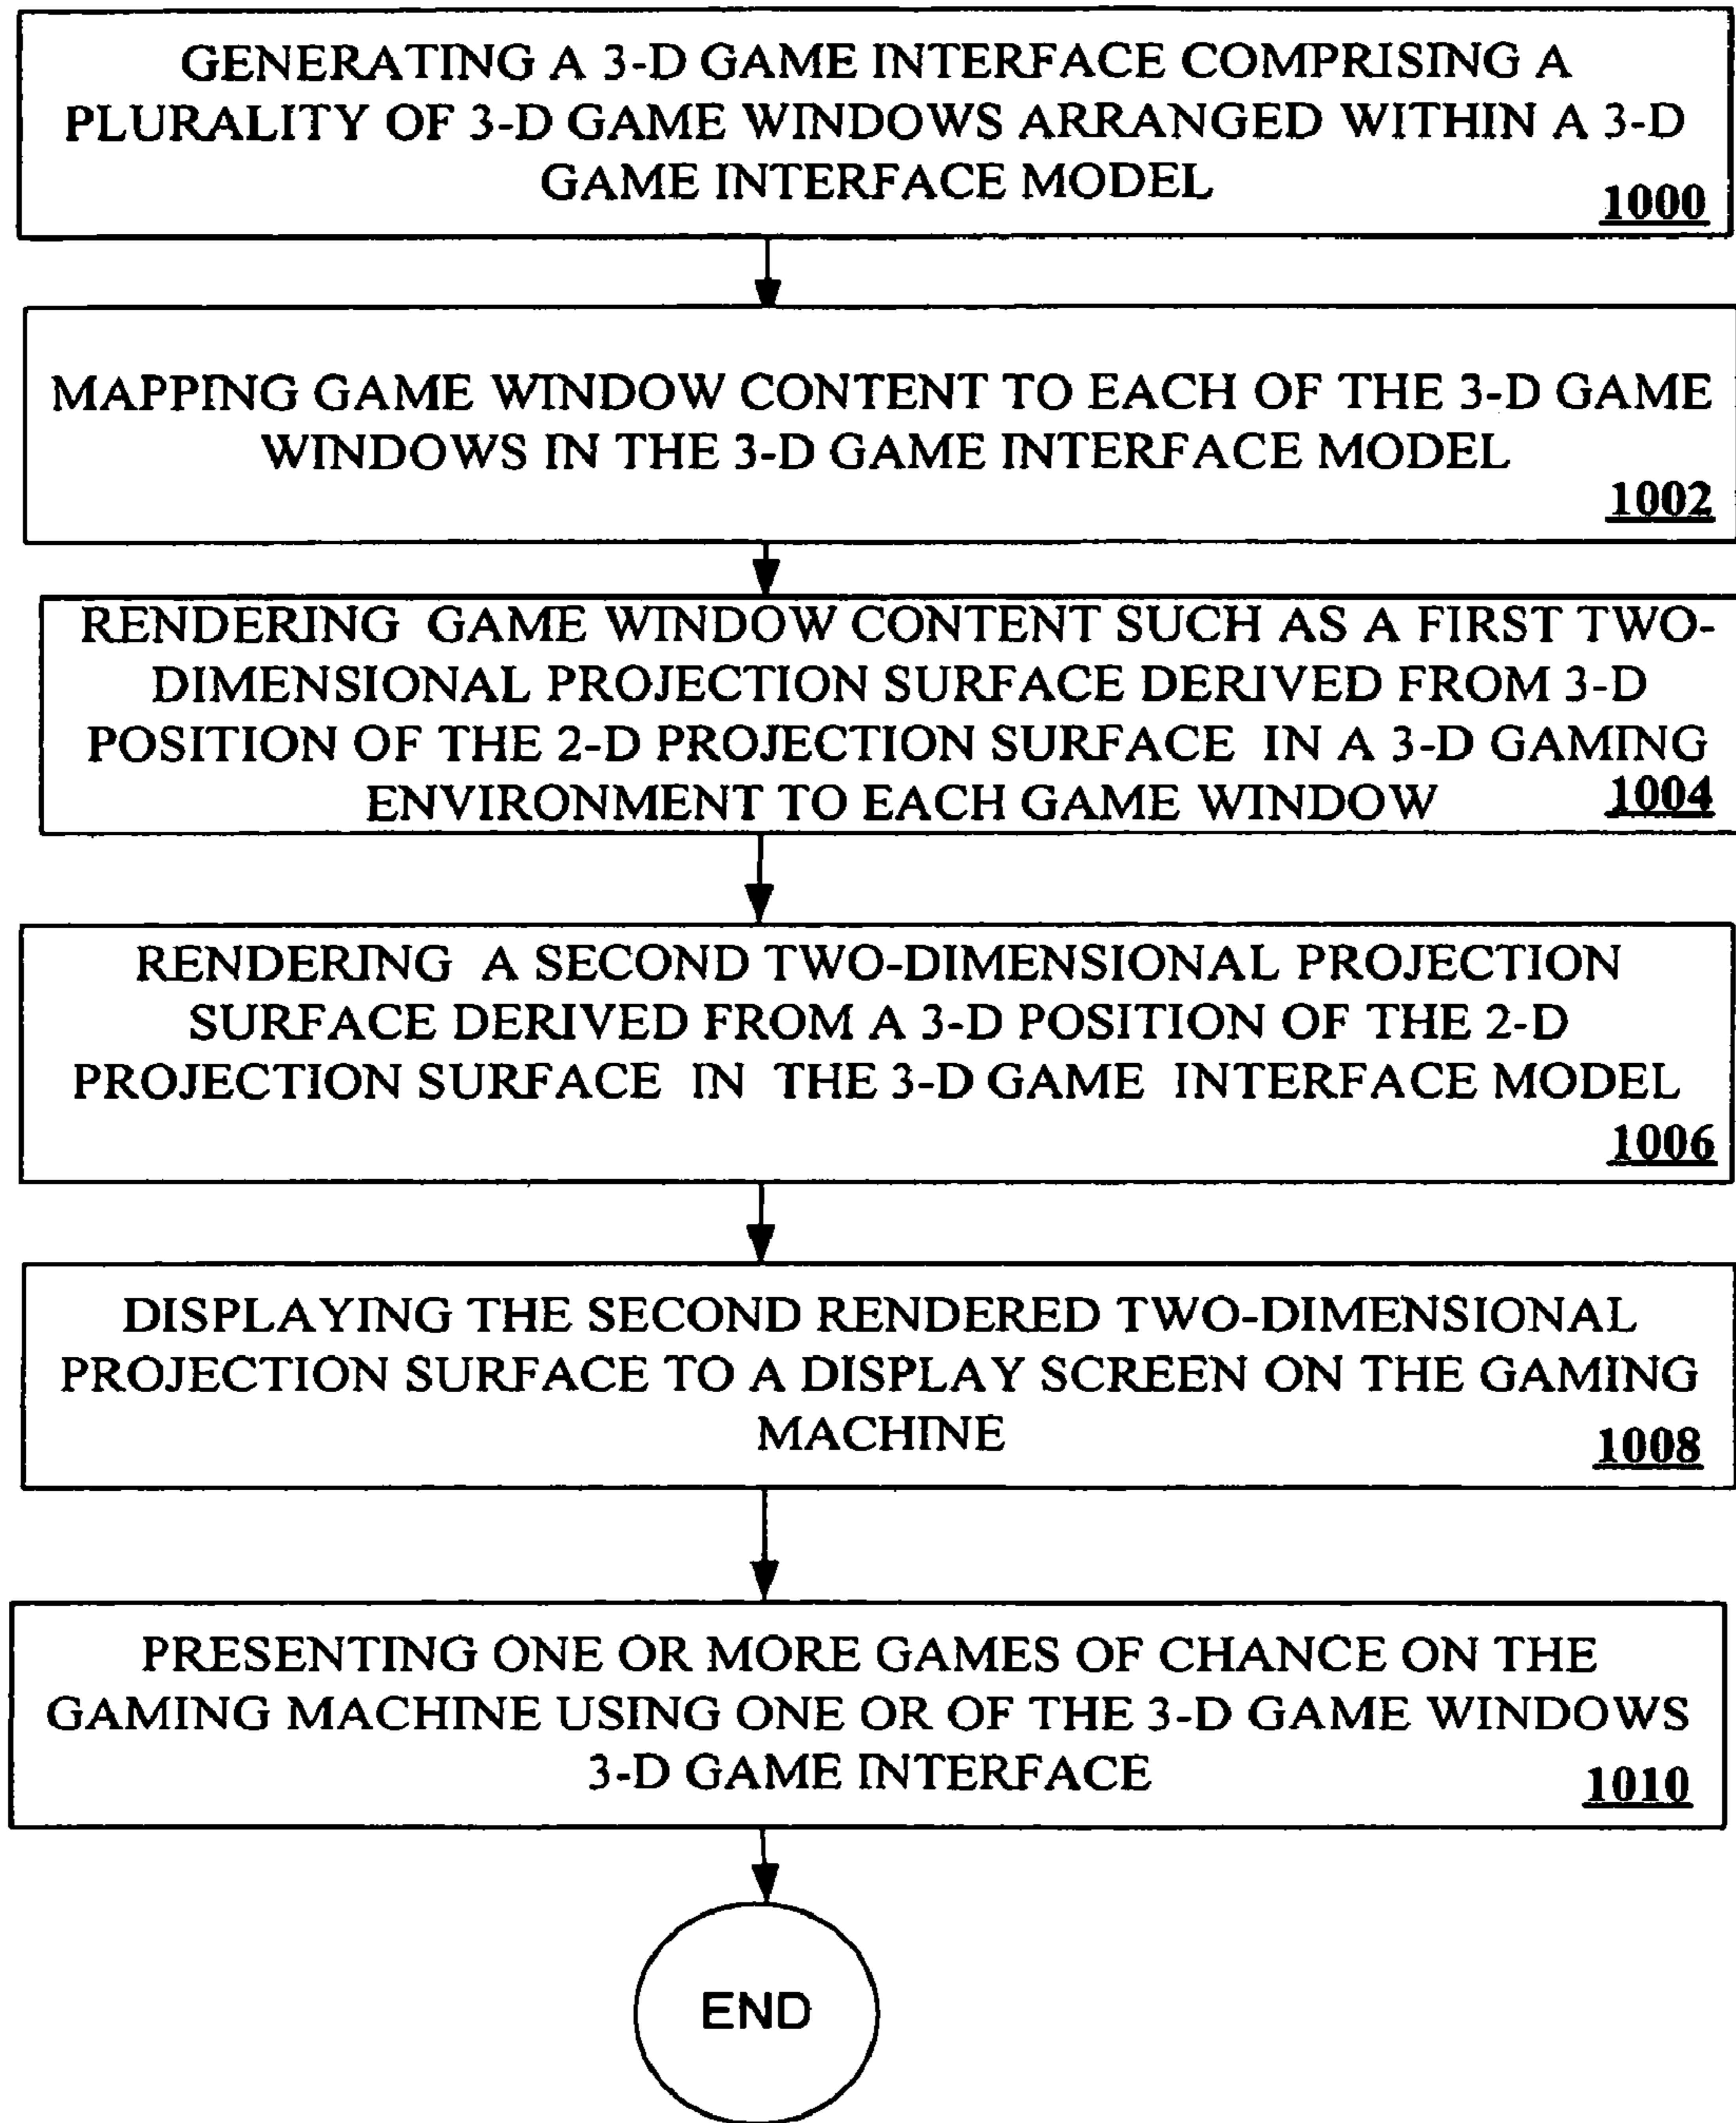 GENERATING A 3-D GAME INTERFACE COMPRISING A
PLURALITY OF 3-D GAME WINDOWS ARRANGED WITHIN A 3-D
GAME INTERFACE MODEL
1000
MAPPING GAME WINDOW CONTENT TO EACH OF THE 3-D GAME
WINDOWS IN THE 3-D GAME INTERFACE MODEL
1002
RENDERING GAME WINDOW CONTENT SUCH AS A FIRST TWO-
DIMENSIONAL PROJECTION SURFACE DERIVED FROM 3-D
POSITION OF THE 2-D PROJECTION SURFACE IN A 3-D GAMING
ENVIRONMENT TO EACH GAME WINDOW
1004
RENDERING A SECOND TWO-DIMENSIONAL PROJECTION
SURFACE DERIVED FROM A 3-D POSITION OF THE 2-D
PROJECTION SURFACE IN THE 3-D GAME INTERFACE MODEL
1006
DISPLAYING THE SECOND RENDERED TWO-DIMENSIONAL
PROJECTION SURFACE TO A DISPLAY SCREEN ON THE GAMING
MACHINE
1008
PRESENTING ONE OR MORE GAMES OF CHANCE ON THE
GAMING MACHINE USING ONE OR OF THE 3-D GAME WINDOWS
3-D GAME INTERFACE
1010
END